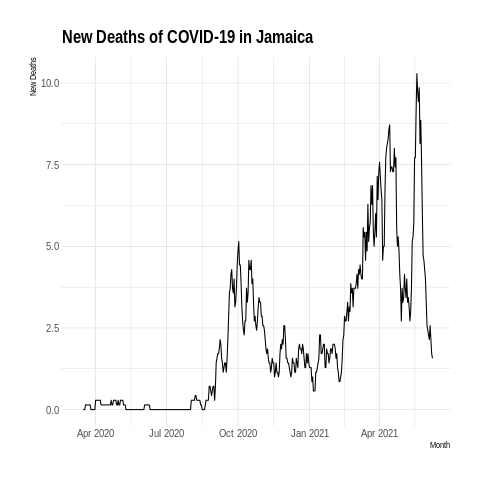 New Deaths of COVID-19 in Jamaica
New Deaths
10.0
7.5
5.0
2.5
0.0
Apr 2020 Jul 2020 Oct 2020 Jan 2021 Apr 2021
Month